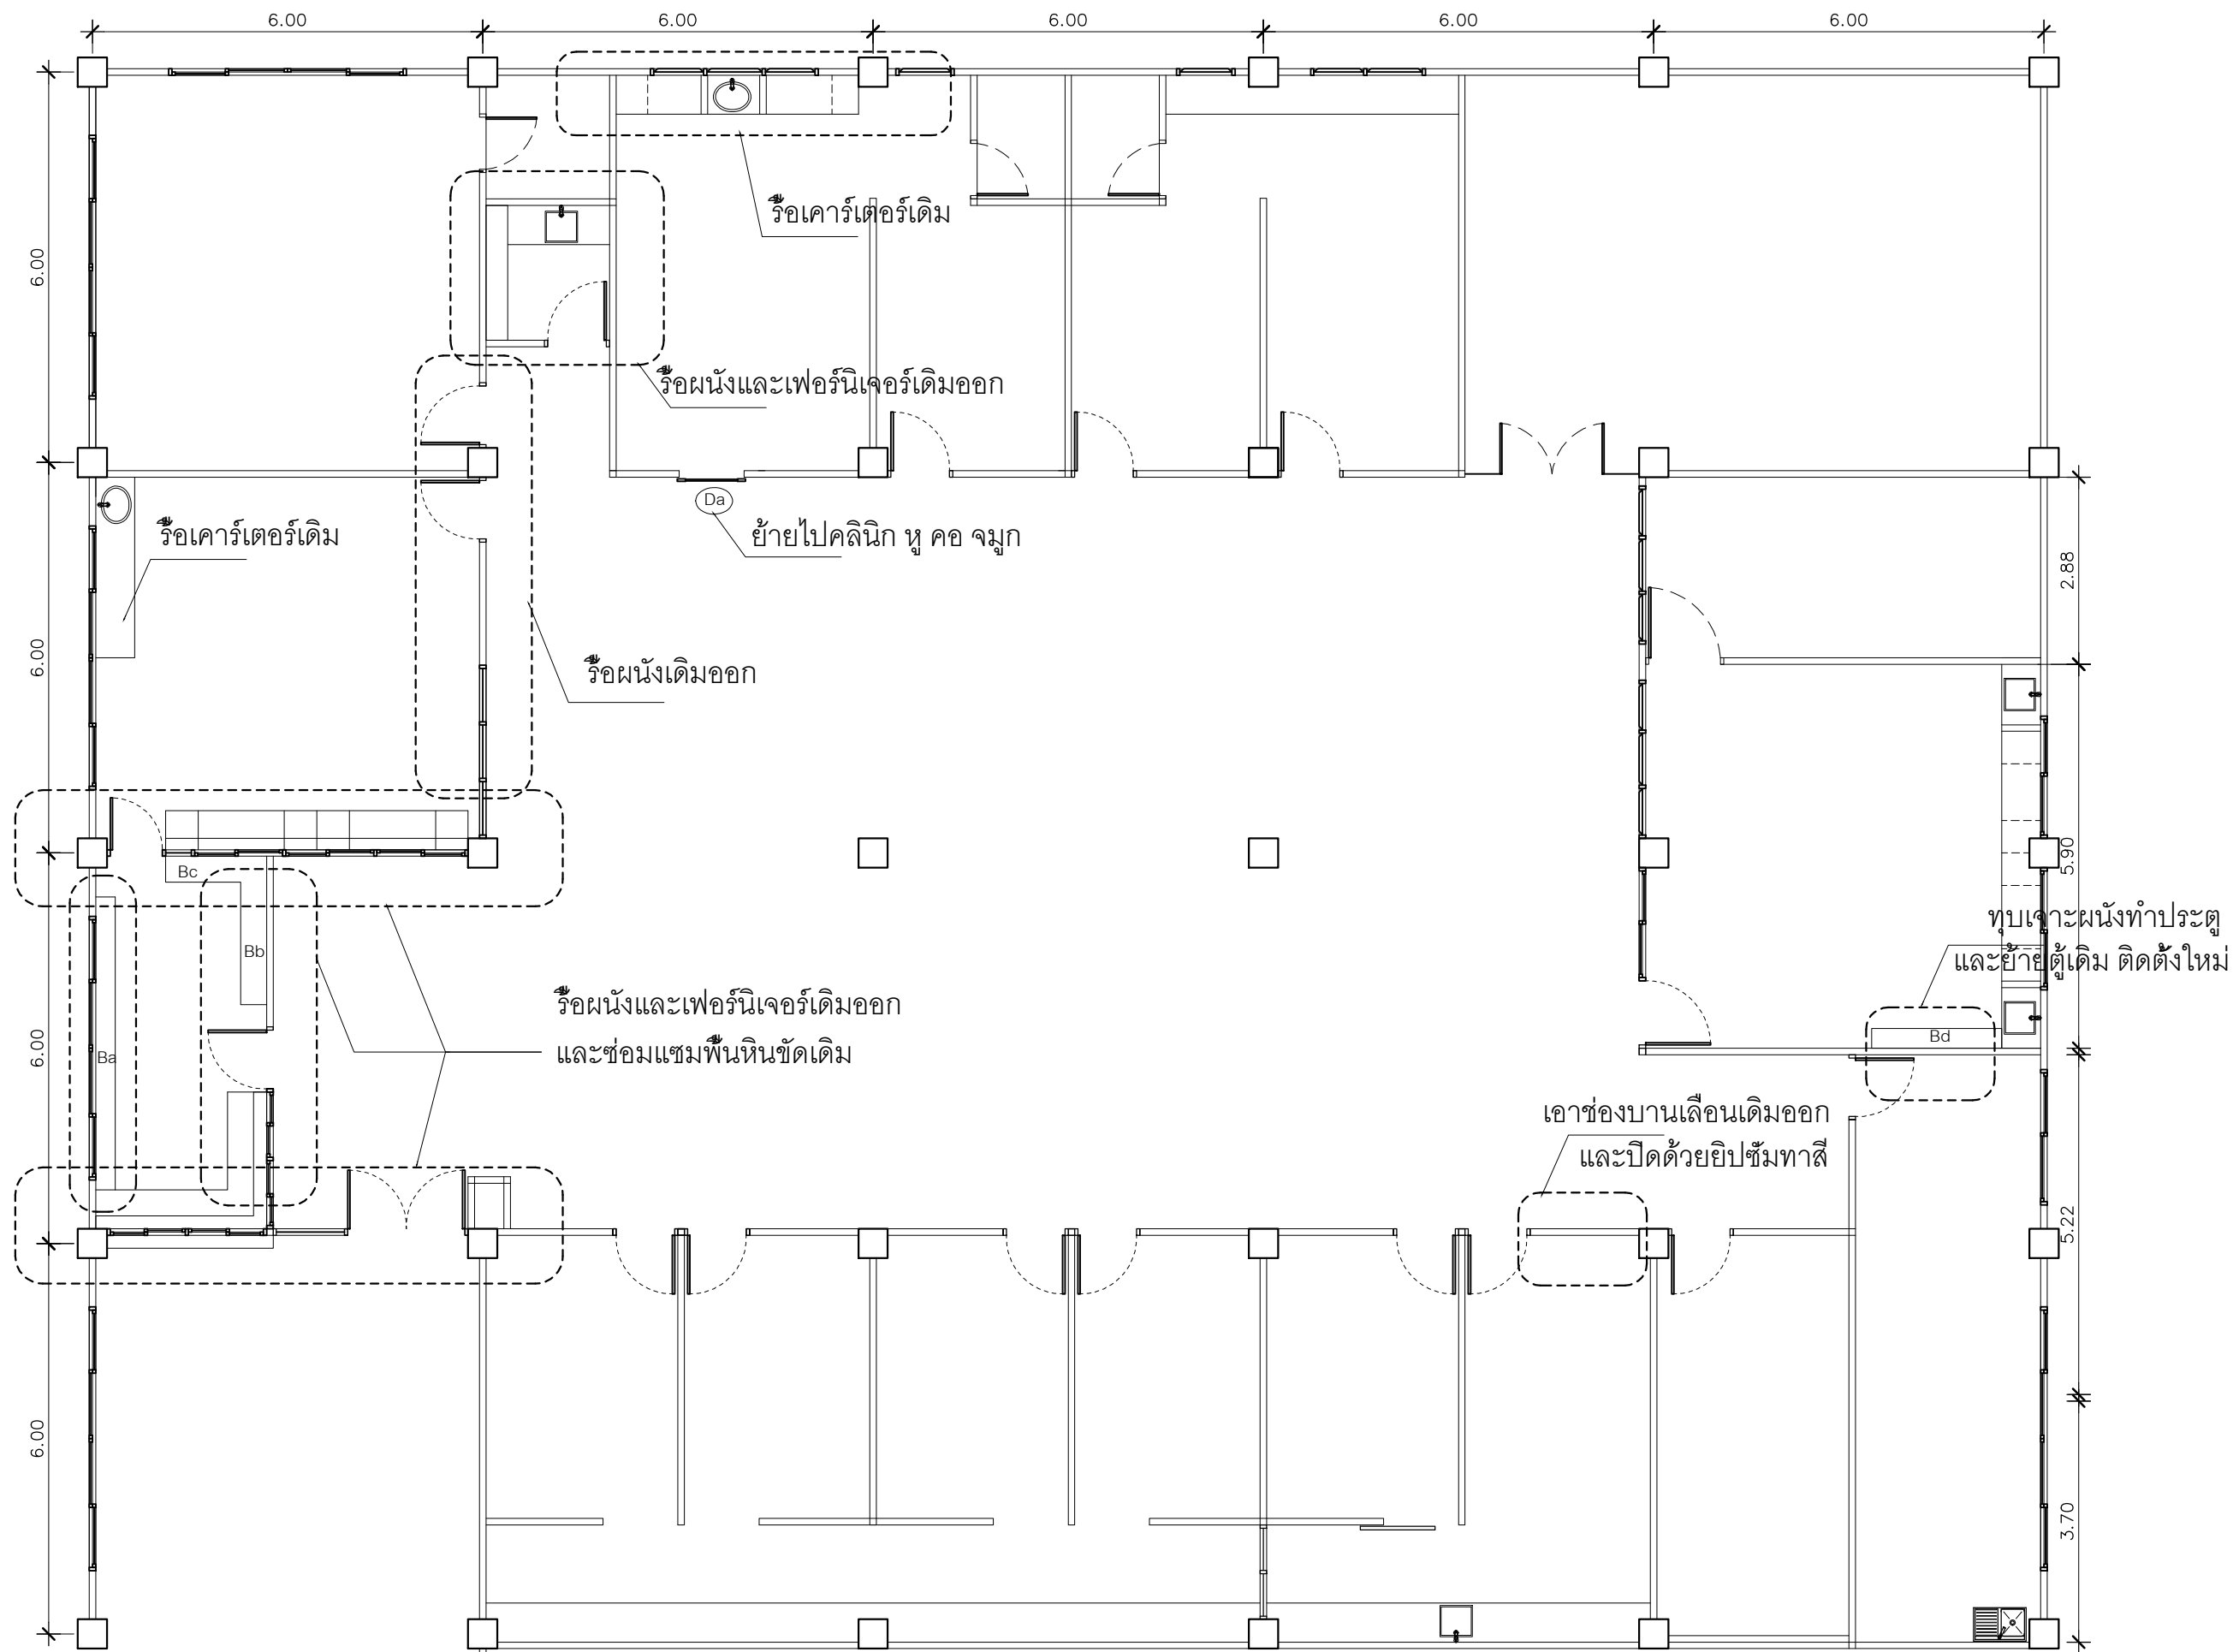 6.00 6.00 6.00 6.00 6.00
รื้อเคาร์เตอร์เดิม
6.00
รื้อผนังและเฟอร์นิเจอร์เดิมออก
Da
ย้ายไปคลินิก หู คอ จมูก
รื้อเคาร์เตอร์เดิม
2.88
6.00
รื้อผนังเดิมออก
5.90
Bc
ทุบเจาะผนังทำประตู
และย้ายตู้เดิม ติดตั้งใหม่
Bb
รื้อผนังและเฟอร์นิเจอร์เดิมออก
และซ่อมแซมพื้นหินขัดเดิม
Bd
6.00
Ba
เอาช่องบานเลื่อนเดิมออก
และปิดด้วยยิปซั่มทาสี
5.22
6.00
3.70